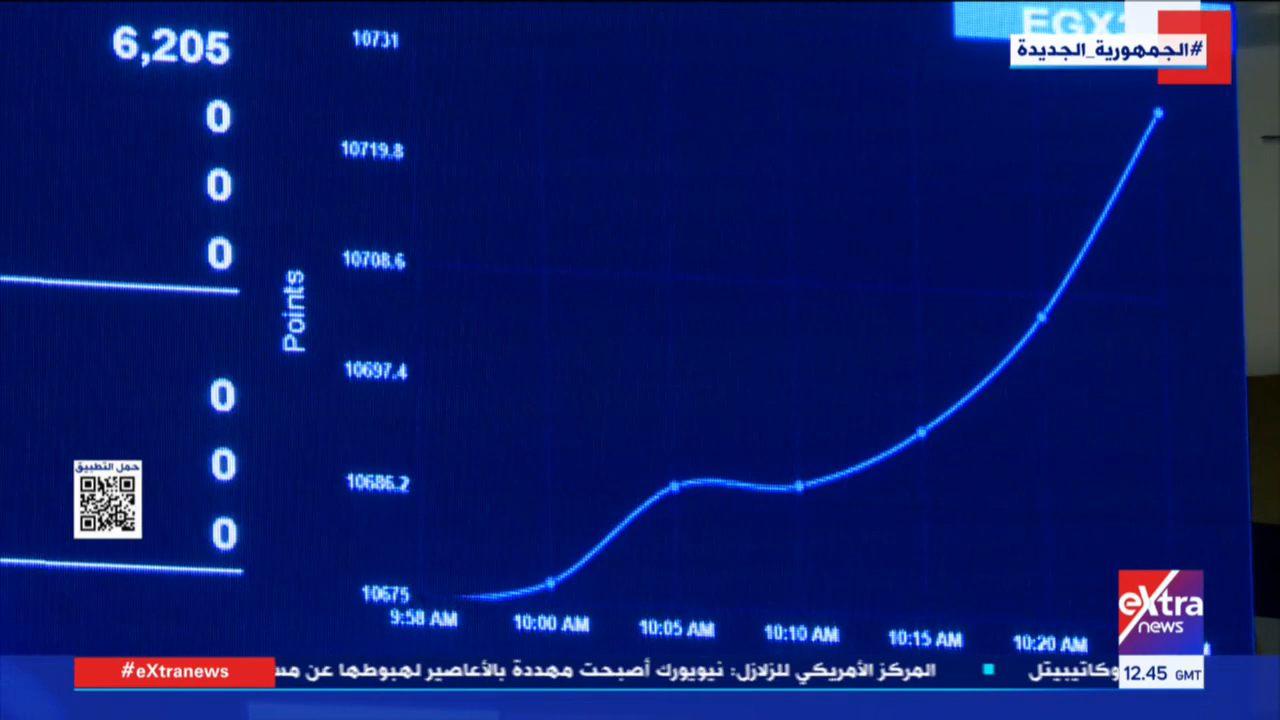 6,205
0
0
0
0
0
0
10731
10719.8
10708.6
10697.4
10686.2
10675
Points
9:58 AM
10:00 AM
10:05 AM
10:10 AM
10:15 AM
10:20 AM
#الجمهورية_الجديدة
حمل التطبيق
eXtra
news
#eXtranews
المركز الأمريكي للزلازل: نيويورك أصبحت مهددة بالأعاصير لهبوطها عن
12.45 GMT